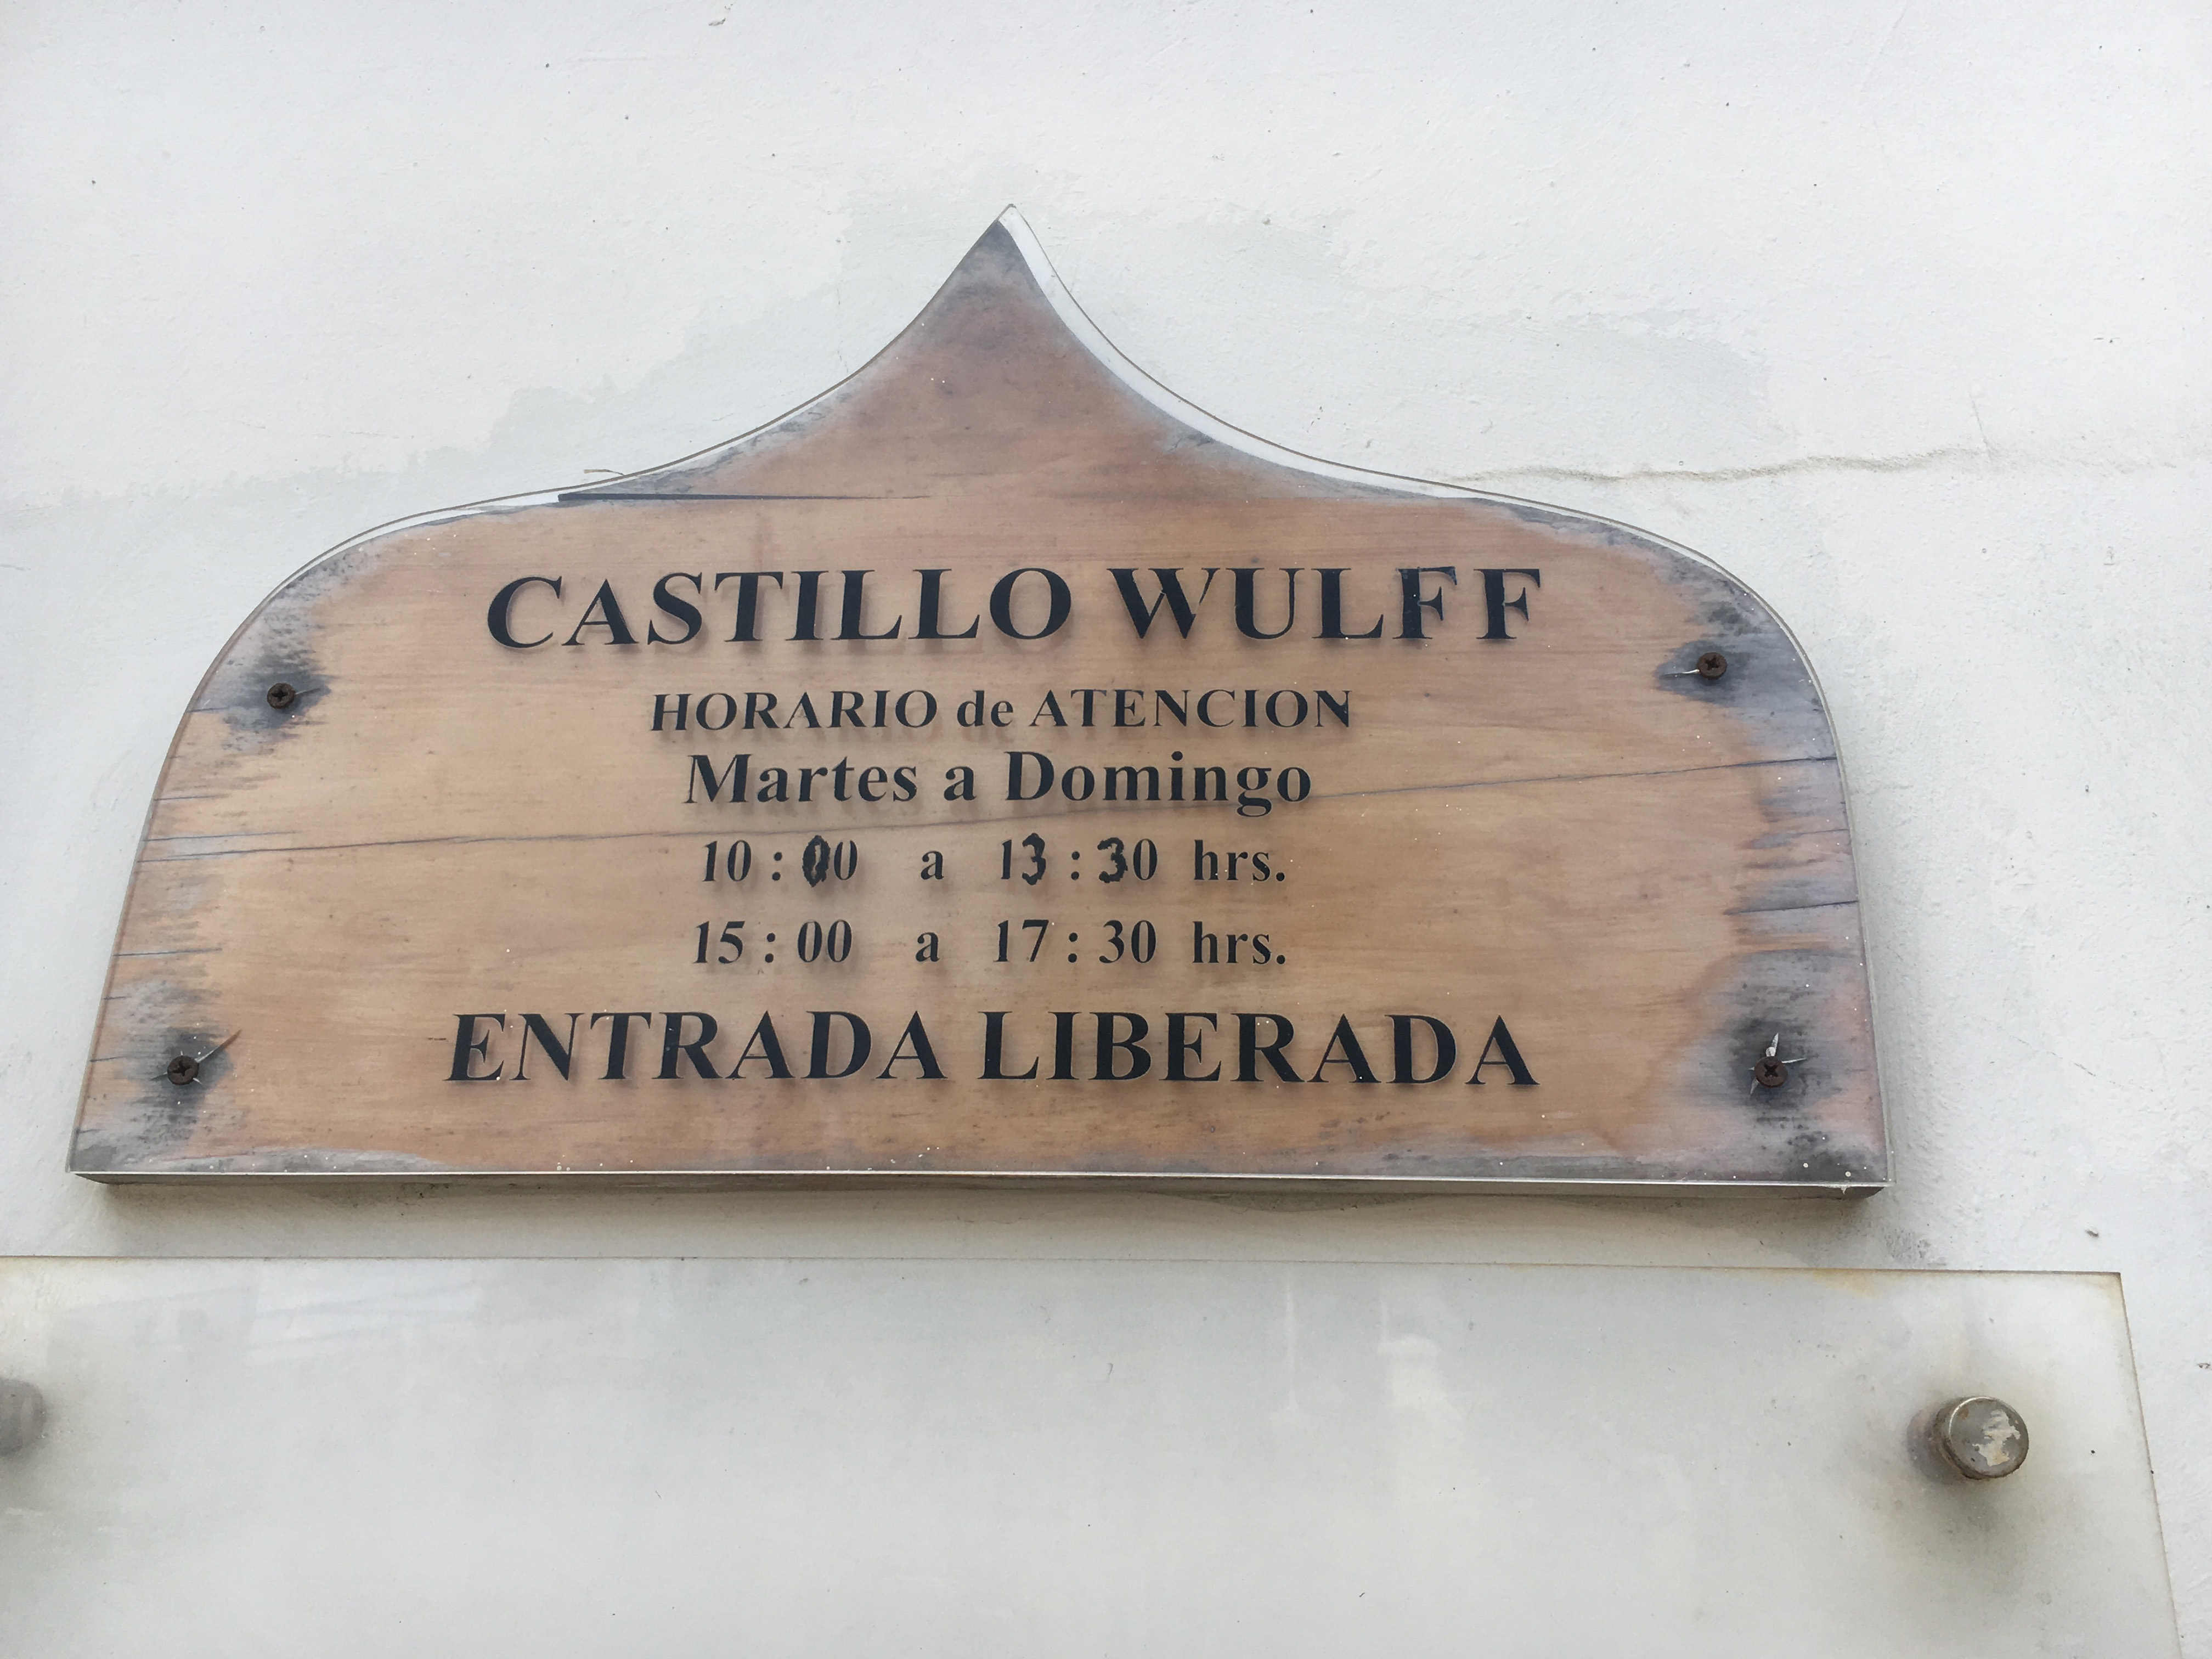 CASTILLO WULFF
HORARIO de ATENCION
Martes a Domingo
10:00 a 13:30 hrs.
15:00 a 17:30 hrs.
ENTRADA LIBERADA